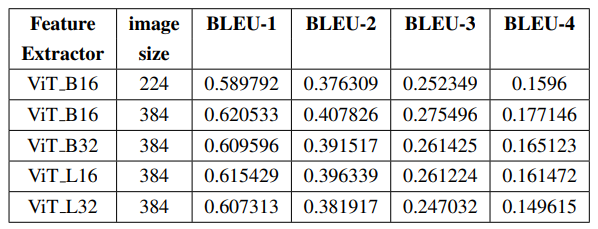 Feature Extractor image size BLEU-1 BLEU-2 BLEU-3 BLEU-4
ViT_B16 224 0.589792 0.376309 0.252349 0.1596
ViT_B16 384 0.620533 0.407826 0.275496 0.177146
ViT_B32 384 0.609596 0.391517 0.261425 0.165123
ViT_L16 384 0.615429 0.396339 0.261224 0.161472
ViT_L32 384 0.607313 0.381917 0.247032 0.149615